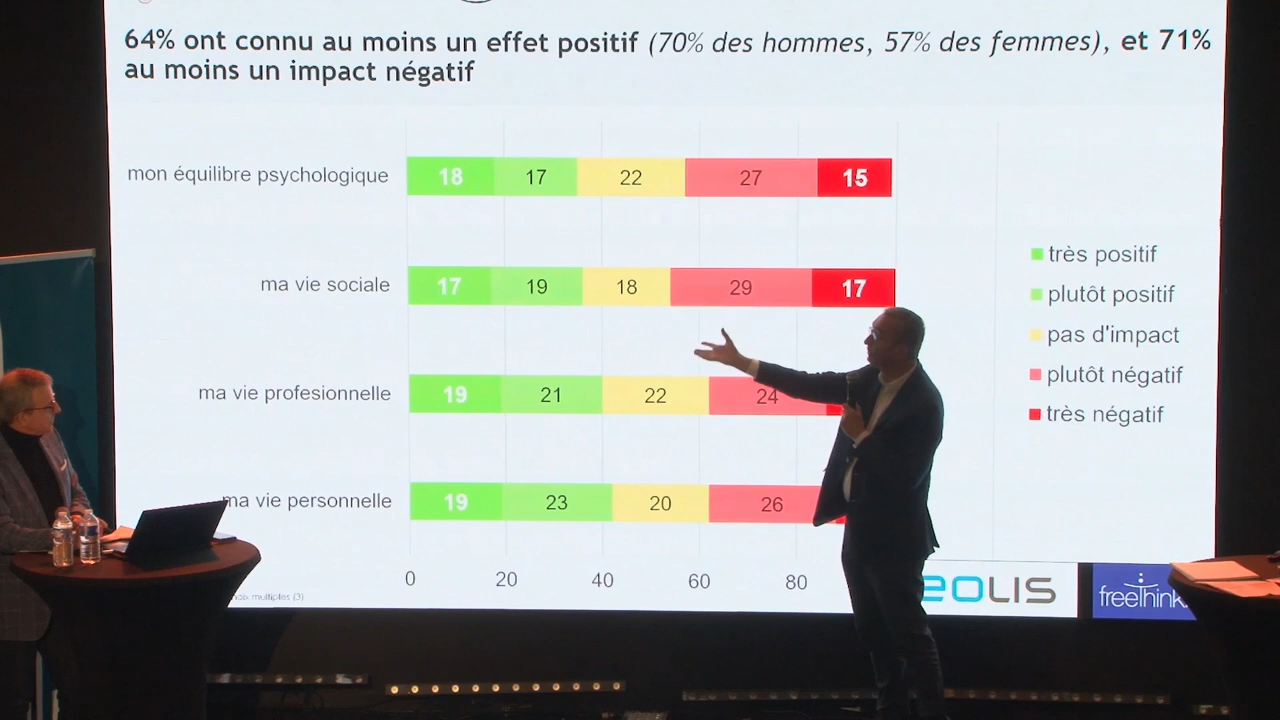 64% ont connu au moins un effet positif (70% des hommes, 57% des femmes), et 71%
au moins un impact négatif
mon équilibre psychologique 18 17 22 27 15
ma vie sociale 17 19 18 29 17
ma vie profesionnelle 19 21 22 24
ma vie personnelle 19 23 20 26
0 20 40 60 80
très positif
plutôt positif
pas d'impact
plutôt négatif
très négatif
multiples (3)
eoLIS
freeThink.